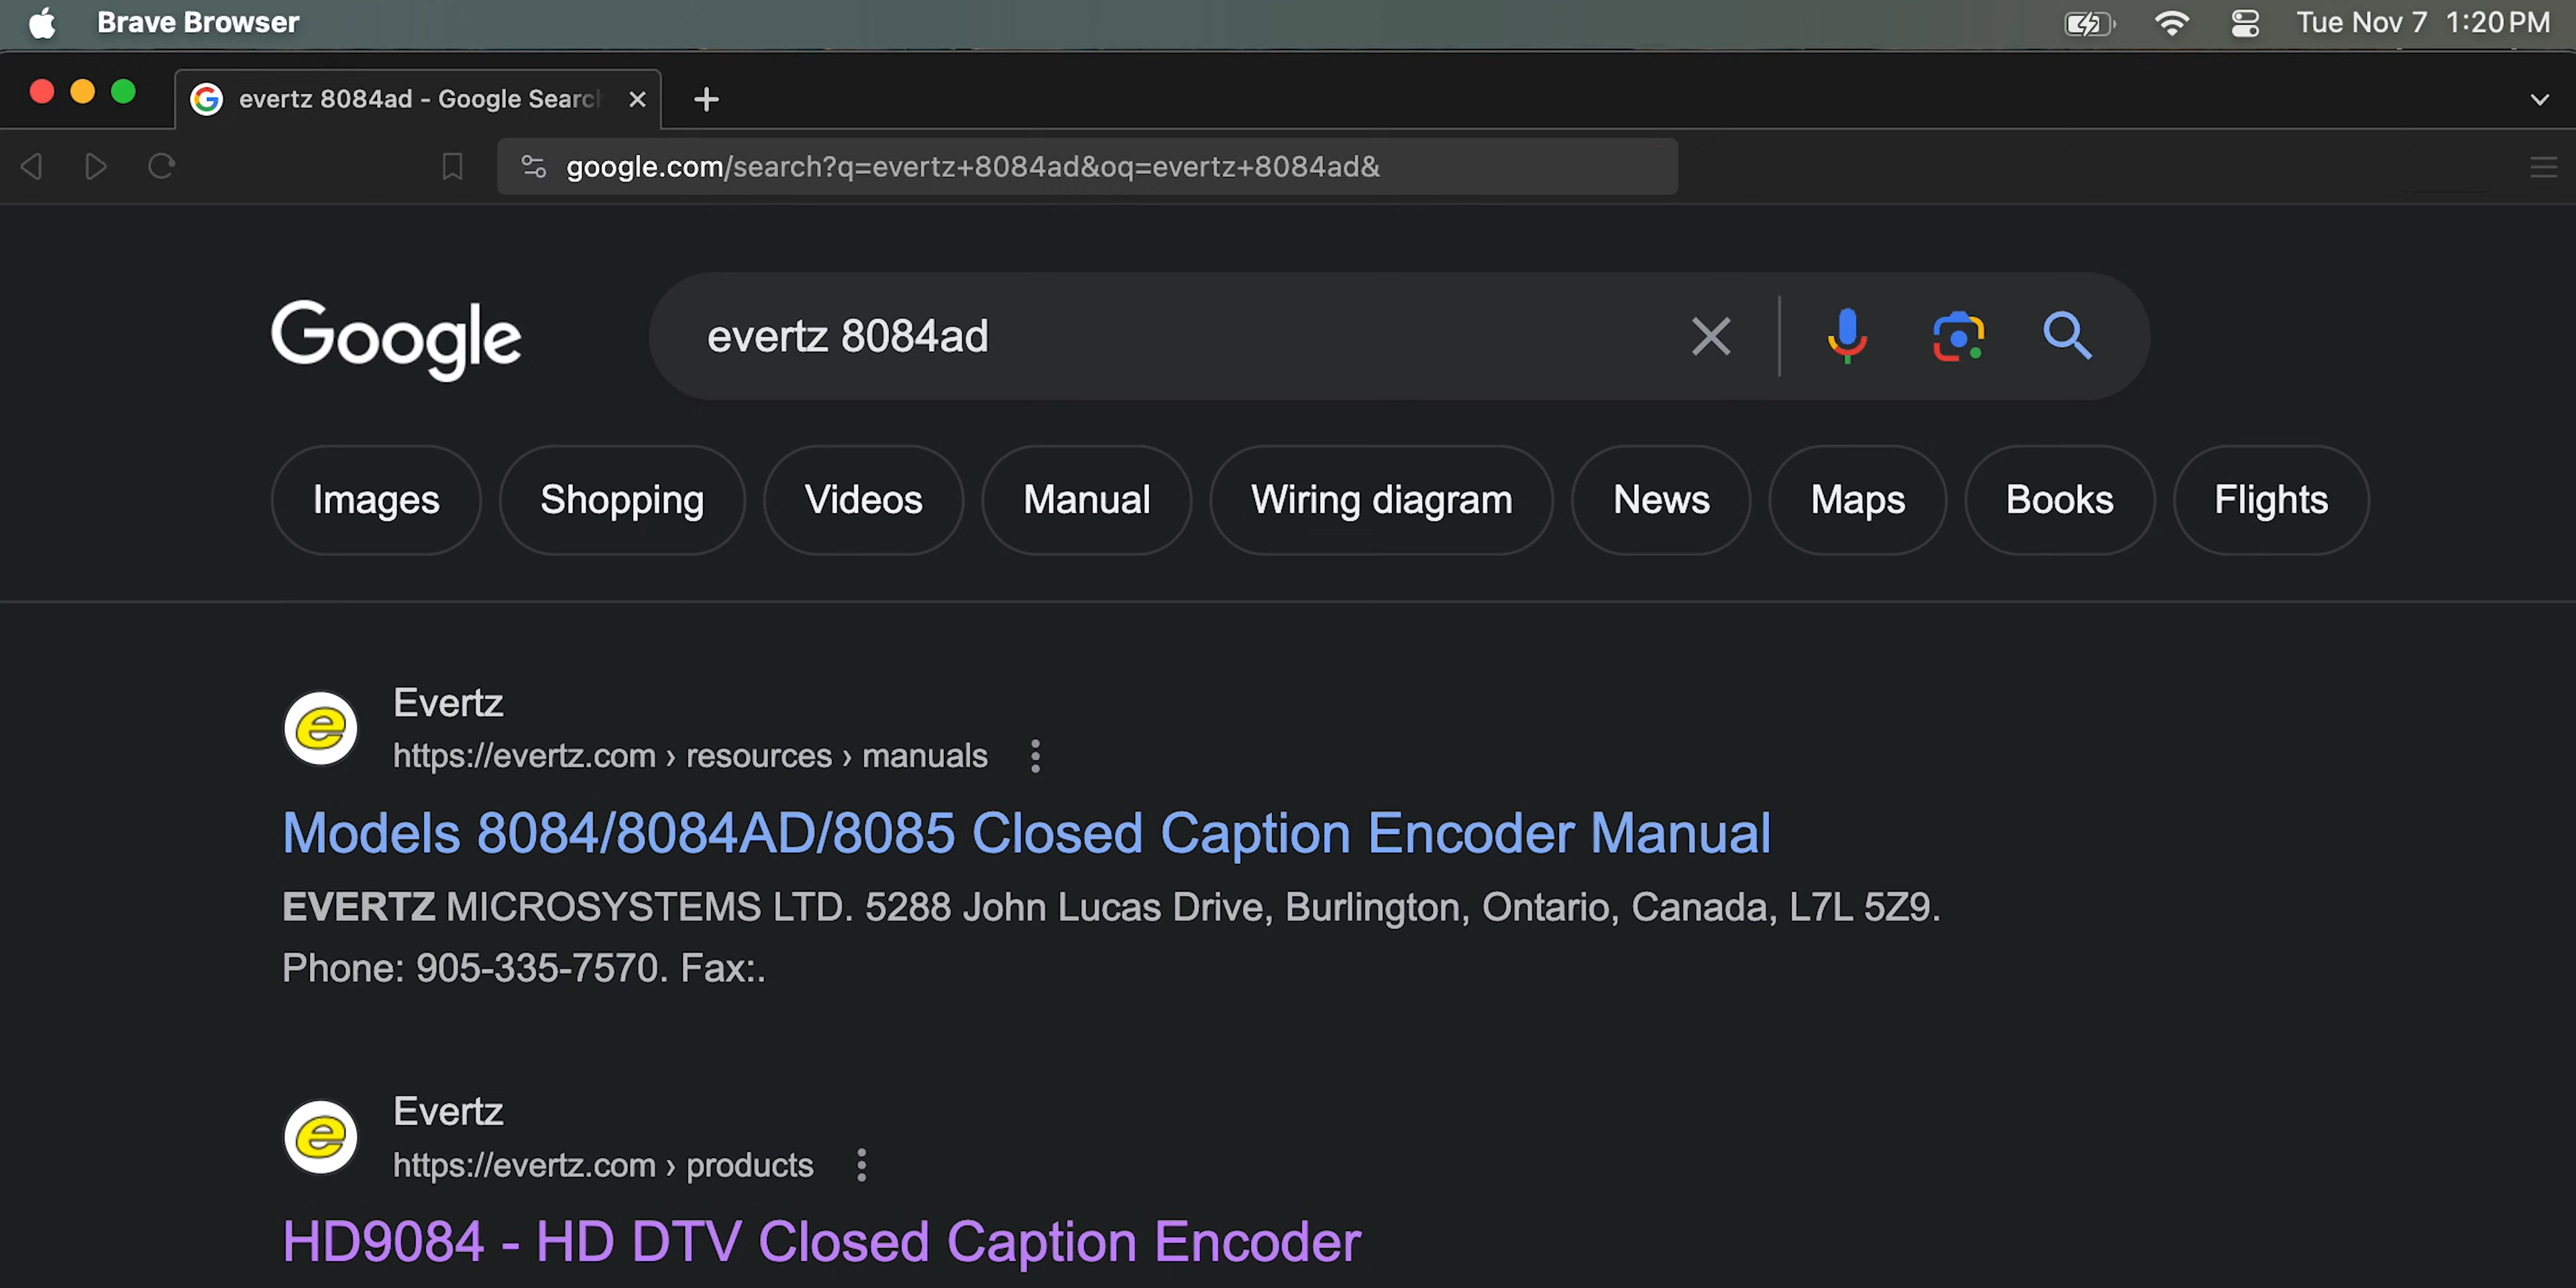 Brave Browser
Tue Nov 7 1:20 PM
evertz 8084ad - Google Searc
google.com/search?q=evertz+8084ad&oq=evertz+8084ad&
Google
evertz 8084ad
Images
Shopping
Videos
Manual
Wiring diagram
News
Maps
Books
Flights
Evertz
https://evertz.com › resources › manuals
Models 8084/8084AD/8085 Closed Caption Encoder Manual
EVERTZ MICROSYSTEMS LTD. 5288 John Lucas Drive, Burlington, Ontario, Canada, L7L 5Z9.
Phone: 905-335-7570. Fax:.
Evertz
https://evertz.com › products
HD9084 - HD DTV Closed Caption Encoder